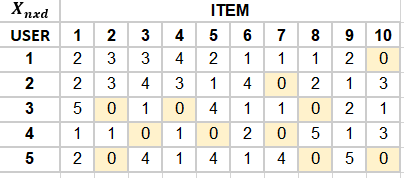 X_nxd ITEM
USER 1 2 3 4 5 6 7 8 9 10
1 2 3 3 4 2 1 1 1 2 0
2 2 3 4 3 1 4 0 2 1 3
3 5 0 1 0 4 1 1 0 2 1
4 1 1 0 1 0 2 0 5 1 3
5 2 0 4 1 4 1 4 0 5 0